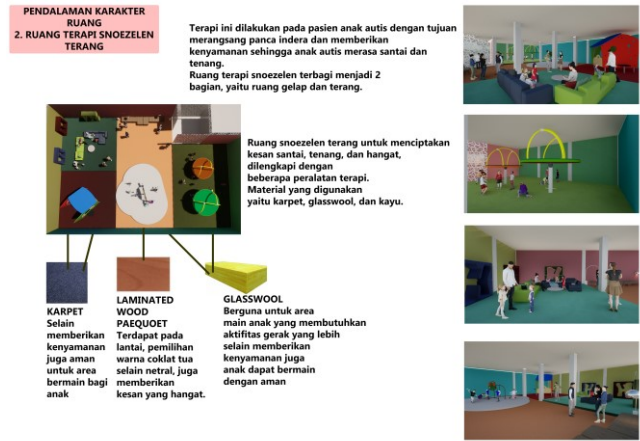 PENDALAMAN KARAKTER
RUANG
2. RUANG TERAPI SNOEZELEN
TERANG
Terapi ini dilakukan pada pasien anak autis dengan tujuan
merangsang panca indera dan memberikan
kenyamanan sehingga anak autis merasa santai dan
tenang.
Ruang terapi snoezelen terbagi menjadi 2
bagian, yaitu ruang gelap dan terang.
Ruang snoezelen terang untuk menciptakan
kesan santai, tenang, dan hangat,
dilengkapi dengan
beberapa peralatan terapi.
Material yang digunakan
yaitu karpet, glasswool, dan kayu.
KARPET
Selain
memberikan
kenyamanan
juga aman
untuk area
bermain bagi
anak
LAMINATED
WOOD
PAEQUOET
Terdapat pada
lantai, pemilihan
warna coklat tua
selain netral, juga
memberikan
kesan yang hangat.
GLASSWOOL
Berguna untuk area
main anak yang membutuhkan
aktifitas gerak yang lebih
selain memberikan
kenyamanan juga
anak dapat bermain
dengan aman